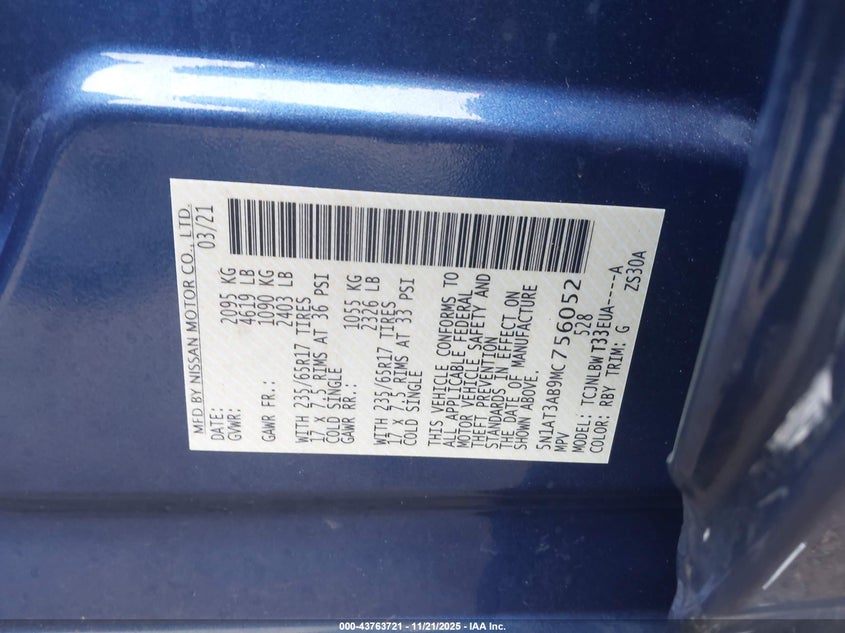 MFD BY NISSAN MOTOR CO., LTD.
DATE: 03/21
GVWR: 2095 KG
4619 LB
GAWR FR.: 1090 KG
2403 LB
WITH 235/65R17 TIRES
17 X 7.5 RIMS AT 36 PSI
COLD SINGLE
GAWR RR.: 1055 KG
2326 LB
WITH 235/65R17 TIRES
17 X 7.5 RIMS AT 33 PSI
COLD SINGLE
THIS VEHICLE CONFORMS TO
ALL APPLICABLE FEDERAL
MOTOR VEHICLE SAFETY AND
THEFT PREVENTION
STANDARDS IN EFFECT ON
THE DATE OF MANUFACTURE
SHOWN ABOVE.
5N1AT3AB9MC756052
MPV 528
MODEL: TCJNLBWT33EUA----A
COLOR: RBY TRIM: G ZS30A
000-43763721 - 11/21/2025 - IAA Inc.